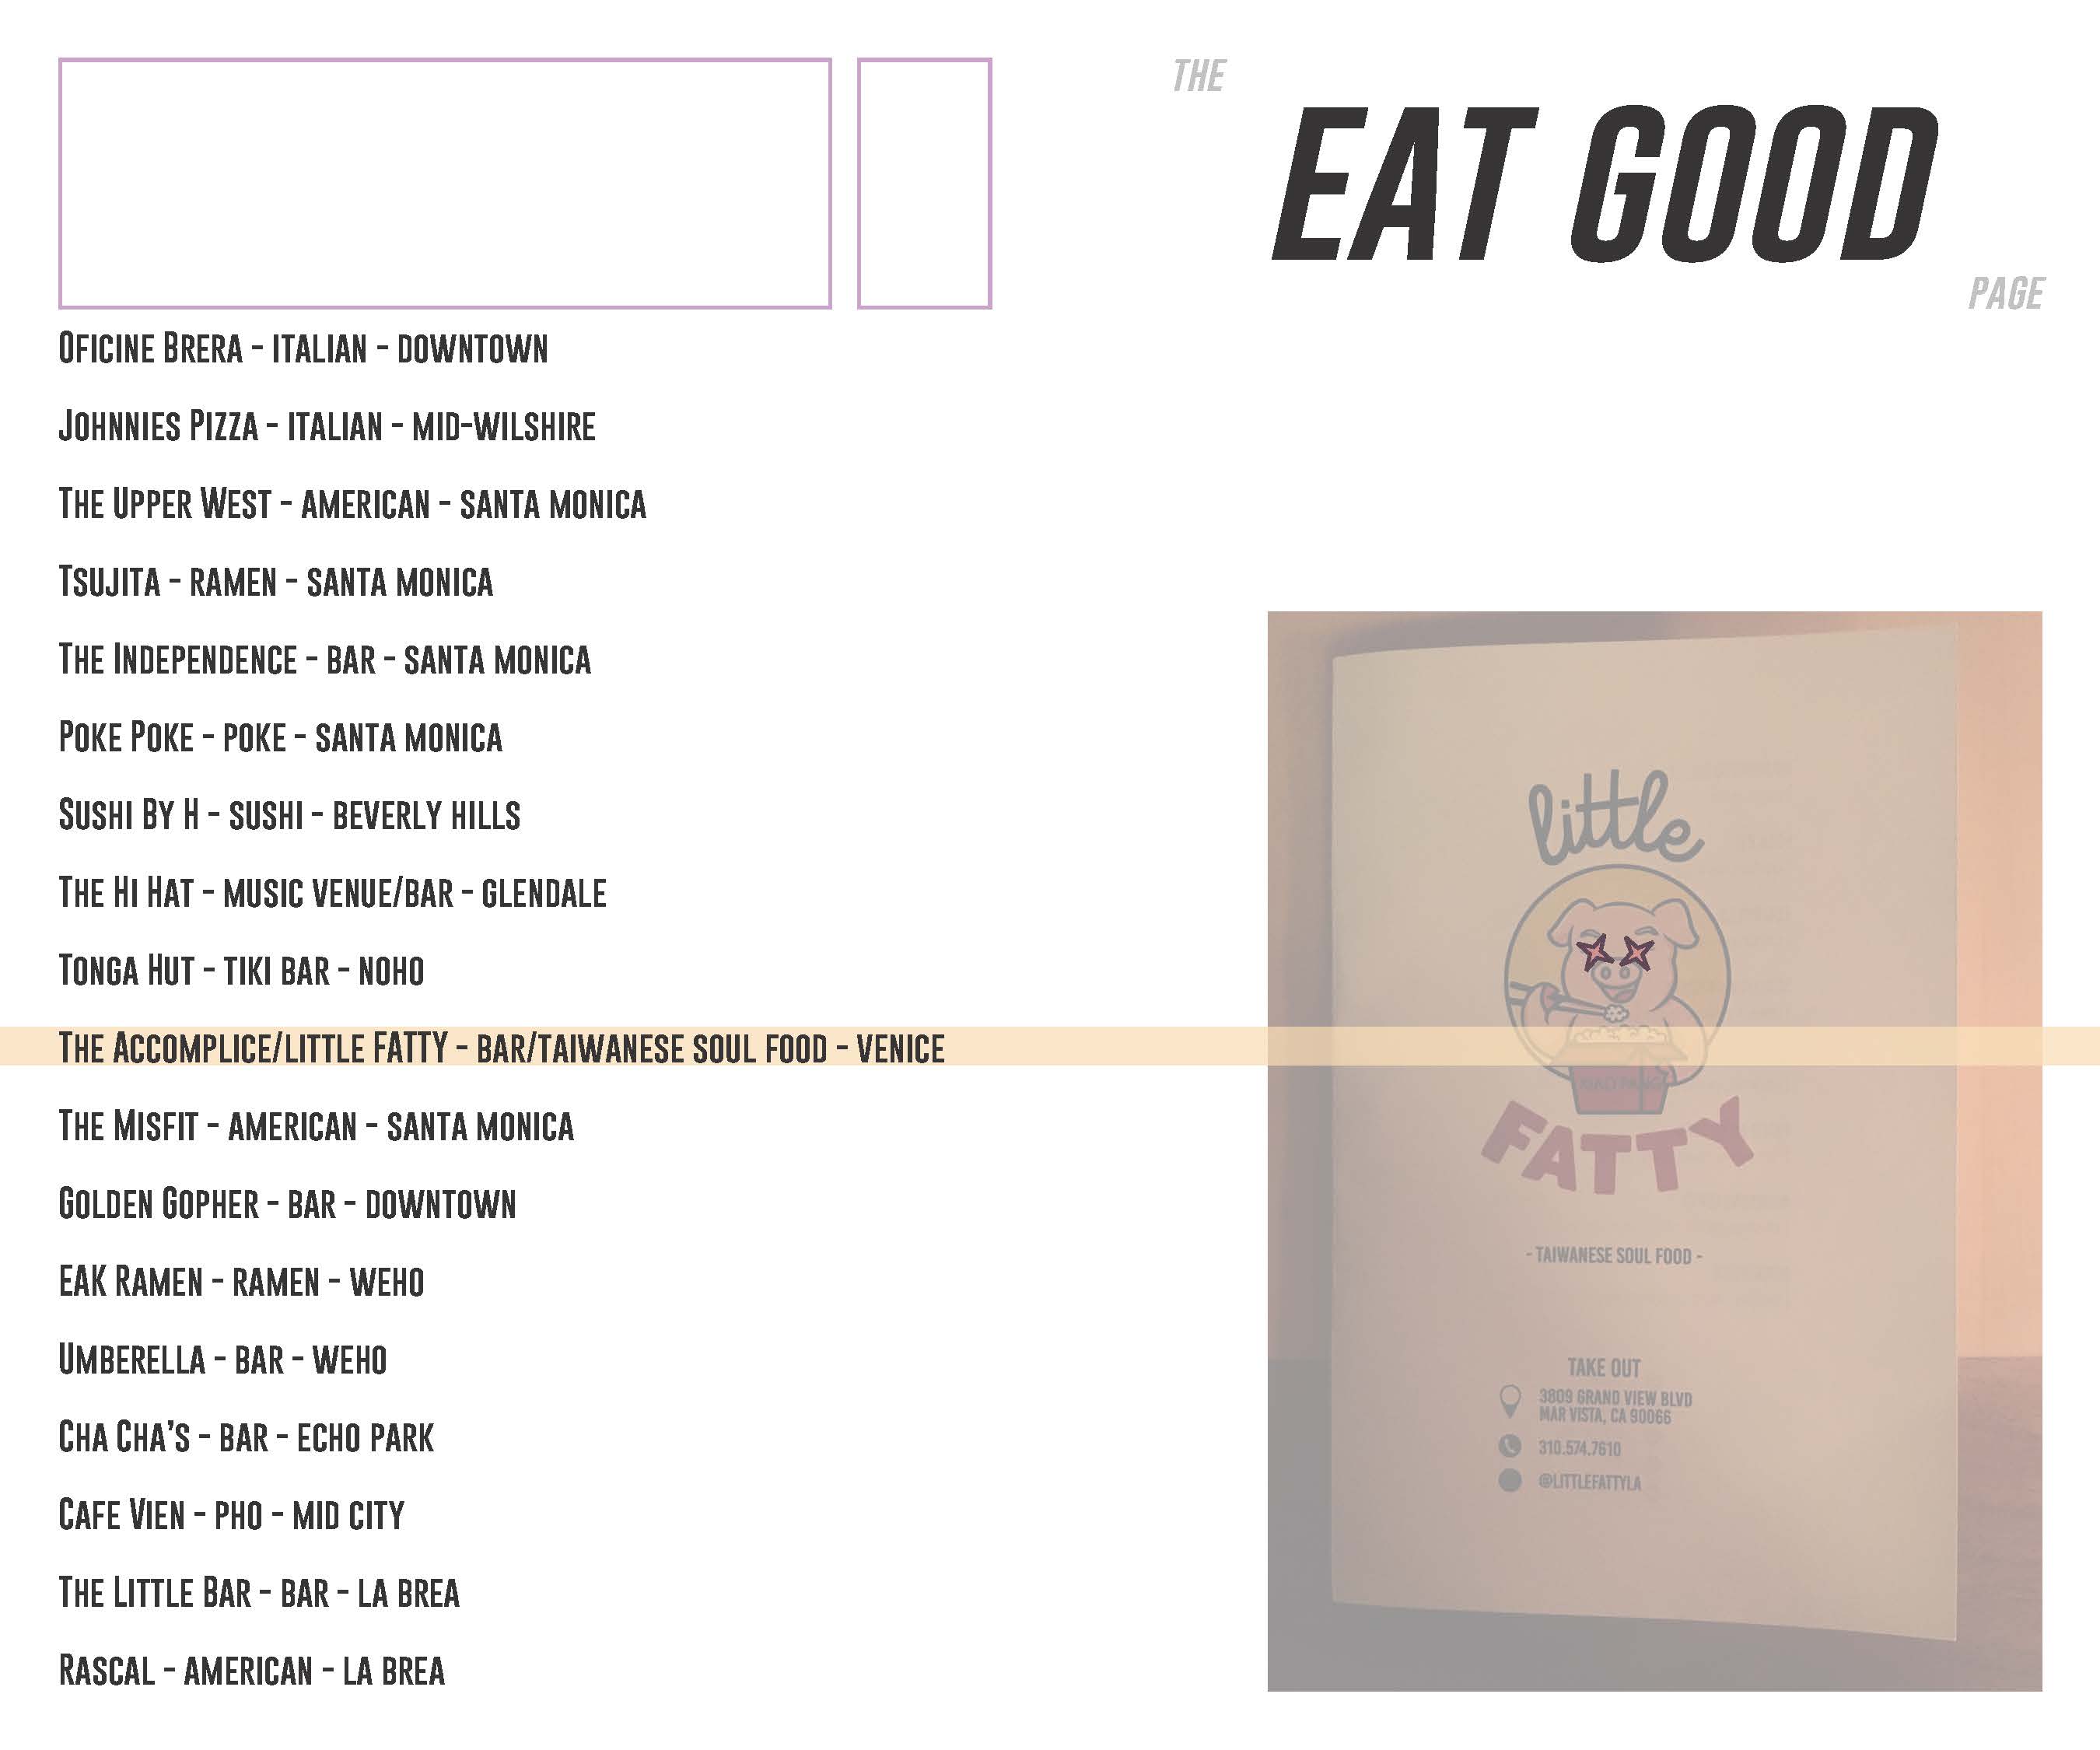 THE
EAT GOOD
PAGE
Oficine Brera - italian - downtown
Johnnies Pizza - italian - mid-wilshire
The Upper West - american - santa monica
Tsujita - ramen - santa monica
The Independence - bar - santa monica
Poke Poke - poke - santa monica
Sushi By H - sushi - beverly hills
The Hi Hat - music venue/bar - glendale
Tonga Hut - tiki bar - noho
The Accomplice/little FATTY - bar/taiwanese soul food - venice
The Misfit - american - santa monica
Golden Gopher - bar - downtown
EAK Ramen - ramen - weho
Umberella - bar - weho
Cha Cha's - bar - echo park
Cafe Vien - pho - mid city
The Little Bar - bar - la brea
Rascal - american - la brea
little
FATTY
- TAIWANESE SOUL FOOD -
TAKE OUT
3809 GRAND VIEW BLVD
MAR VISTA, CA 90066
310.574.7610
@LITTLEFATTYLA